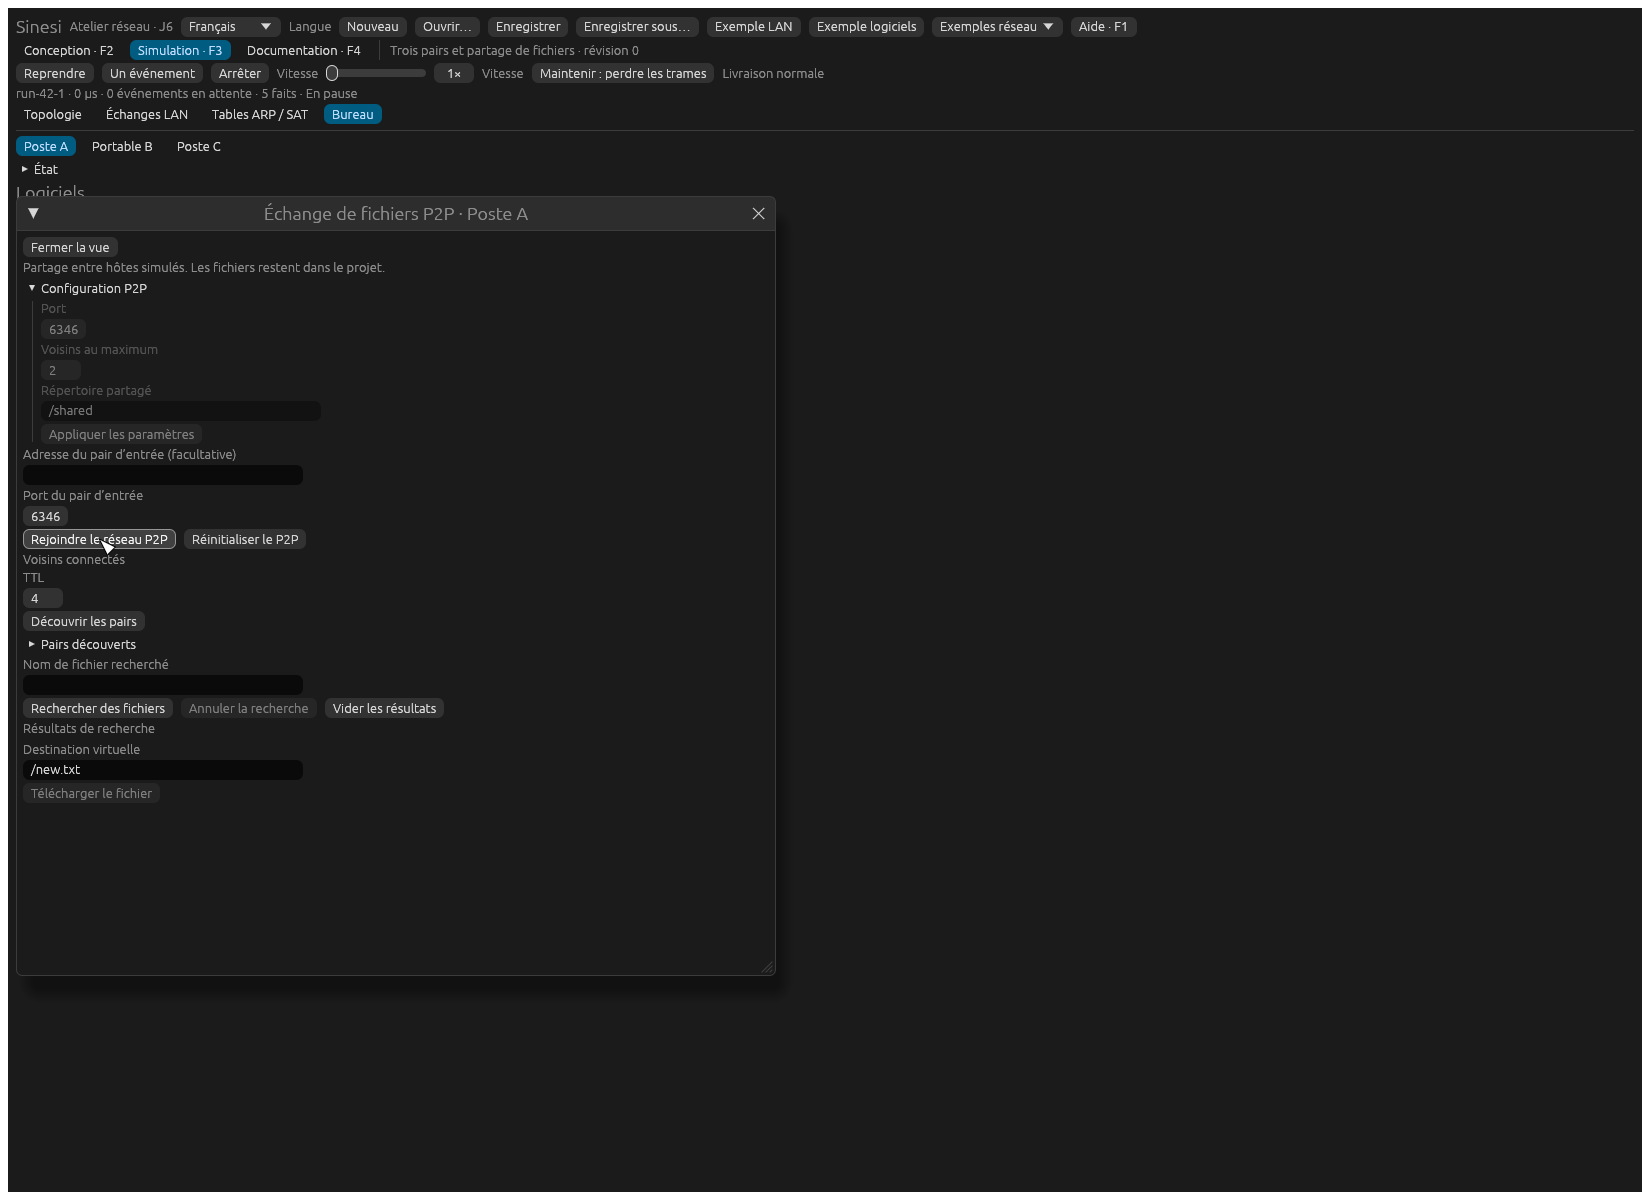 Sinesi Atelier réseau · J6 Français Langue Nouveau Ouvrir... Enregistrer Enregistrer sous... Exemple LAN Exemple logiciels Exemples réseau Aide · F1
Conception · F2 Simulation · F3 Documentation · F4 Trois pairs et partage de fichiers · révision 0
Reprendre Un événement Arrêter Vitesse 1× Vitesse Maintenir : perdre les trames Livraison normale
run-42-1 · 0 µs · 0 événements en attente · 5 faits · En pause
Topologie Échanges LAN Tables ARP / SAT Bureau
Poste A Portable B Poste C
État
Logiciels
Échange de fichiers P2P · Poste A
Fermer la vue
Partage entre hôtes simulés. Les fichiers restent dans le projet.
Configuration P2P
Port
6346
Voisins au maximum
2
Répertoire partagé
/shared
Appliquer les paramètres
Adresse du pair d’entrée (facultative)
Port du pair d’entrée
6346
Rejoindre le réseau P2P Réinitialiser le P2P
Voisins connectés
TTL
4
Découvrir les pairs
Pairs découverts
Nom de fichier recherché
Rechercher des fichiers Annuler la recherche Vider les résultats
Résultats de recherche
Destination virtuelle
/new.txt
Télécharger le fichier